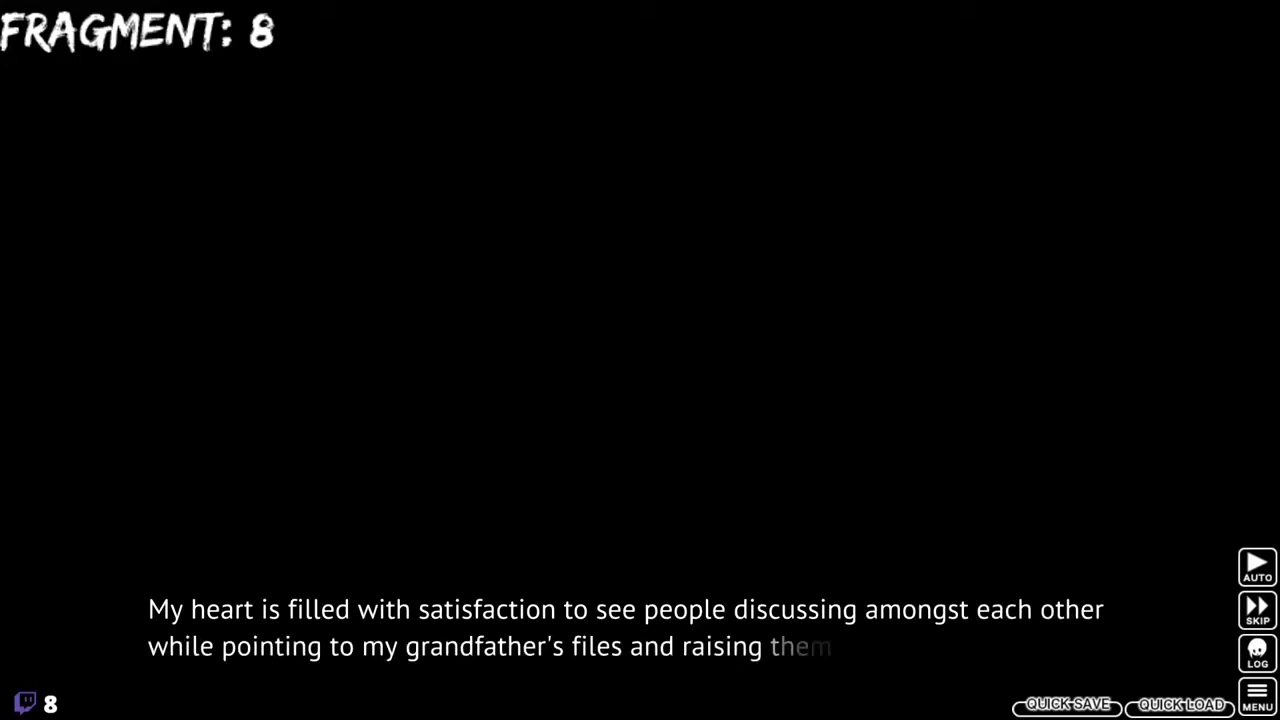 FRAGMENT: 8
My heart is filled with satisfaction to see people discussing amongst each other
while pointing to my grandfather's files and raising them
AUTO
SKIP
LOG
MENU
8
QUICK SAVE
QUICK LOAD